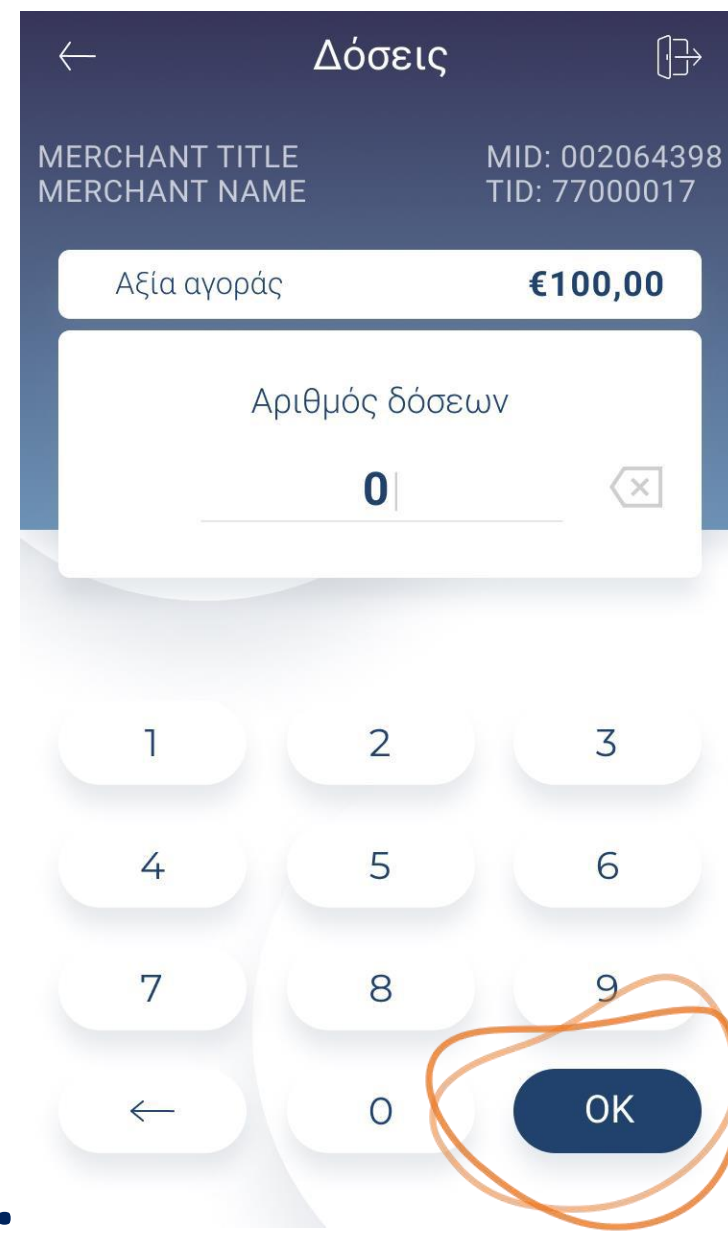 Δόσεις
MERCHANT TITLE MID: 002064398
MERCHANT NAME TID: 77000017
Αξία αγοράς €100,00
Αριθμός δόσεων
0
1 2 3
4 5 6
7 8 9
0 OK